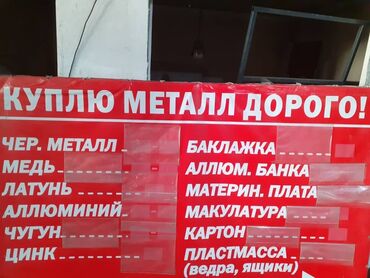 КУПЛЮ МЕТАЛЛ ДОРОГО!
ЧЕР. МЕТАЛЛ
МЕДЬ
ЛАТУНЬ
АЛЛЮМИНИЙ
ЧУГУН
ЦИНК
БАКЛАЖКА
АЛЛЮМ. БАНКА
МАТЕРИН. ПЛАТА
МАКУЛАТУРА
КАРТОН
ПЛАСТМАССА
(ведра, ящики)